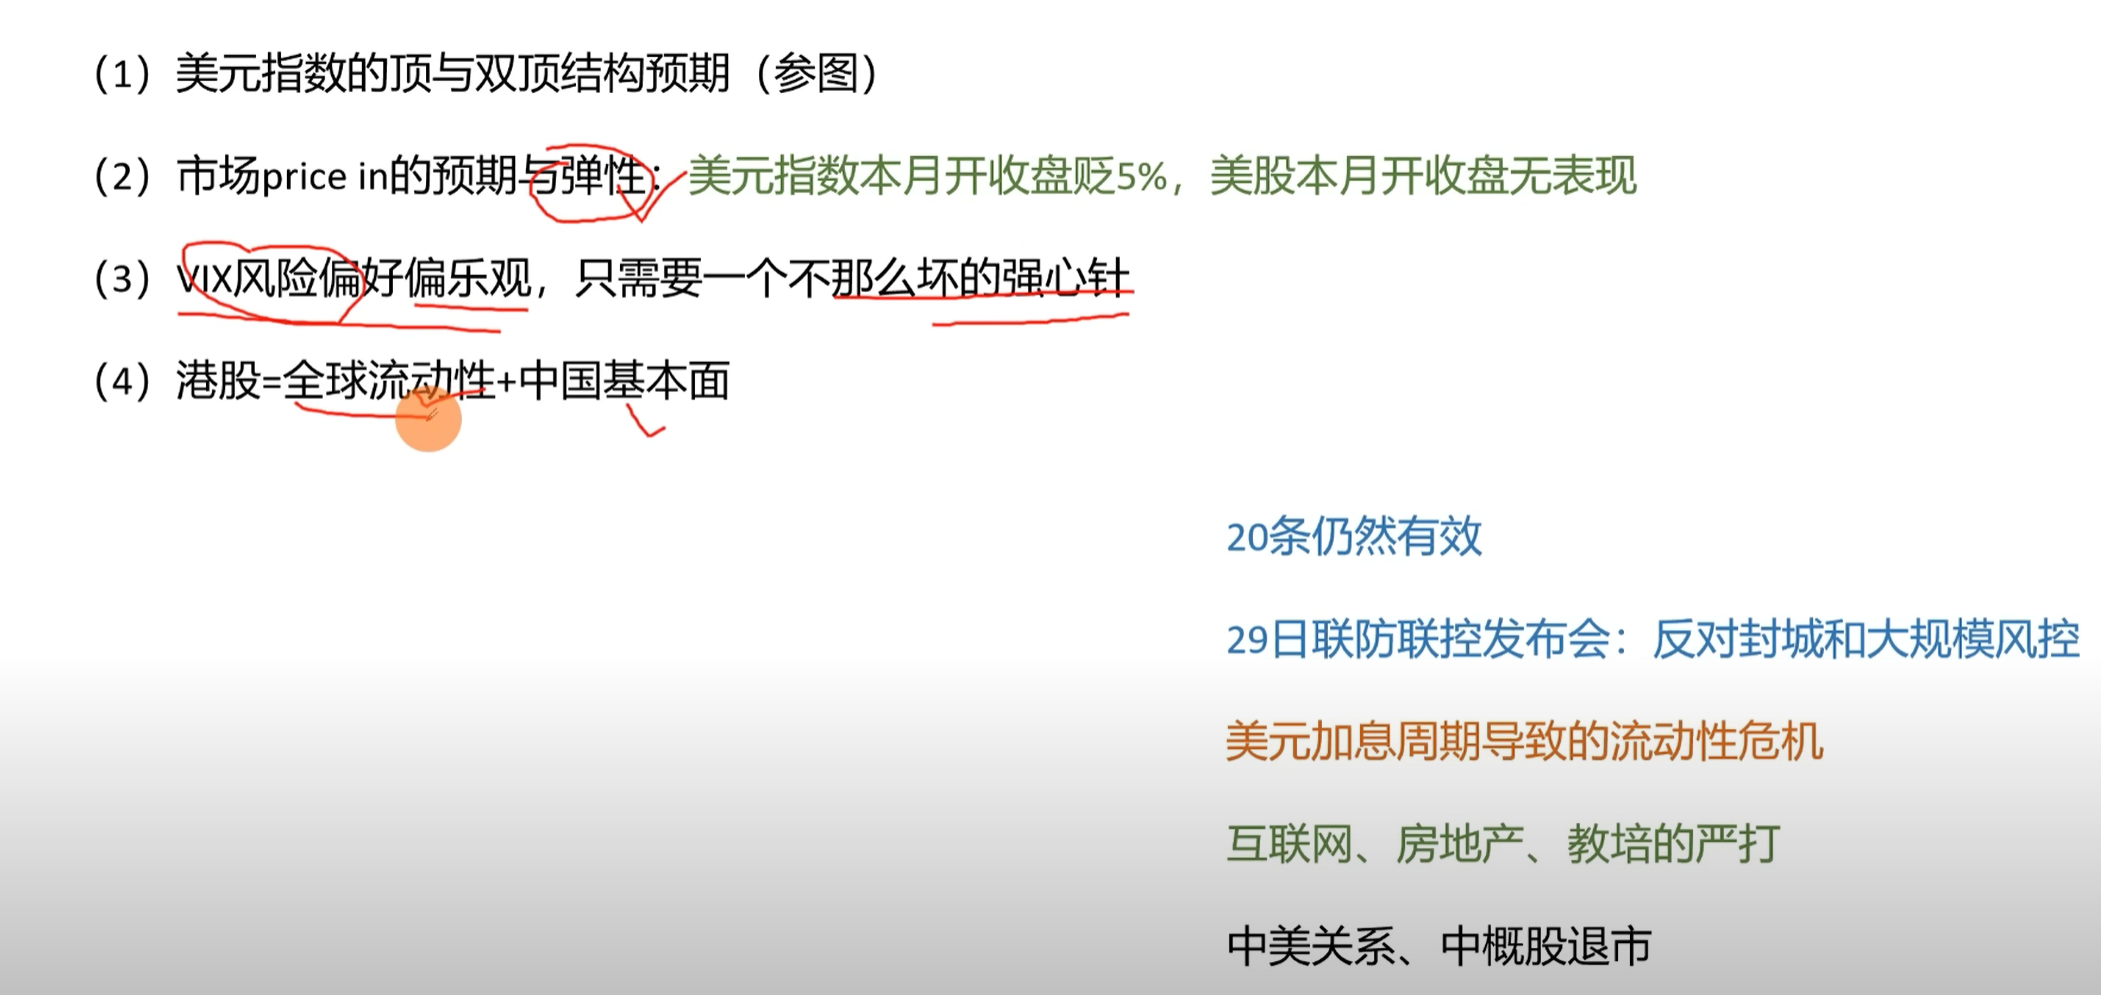 （1）美元指数的顶与双顶结构预期（参图）
（2）市场price in的预期与弹性：美元指数本月开收盘贬5%，美股本月开收盘无表现
（3）VIX风险偏好偏乐观，只需要一个不那么坏的强心针
（4）港股=全球流动性+中国基本面
20条仍然有效
29日联防联控发布会：反对封城和大规模风控
美元加息周期导致的流动性危机
互联网、房地产、教培的严打
中美关系、中概股退市